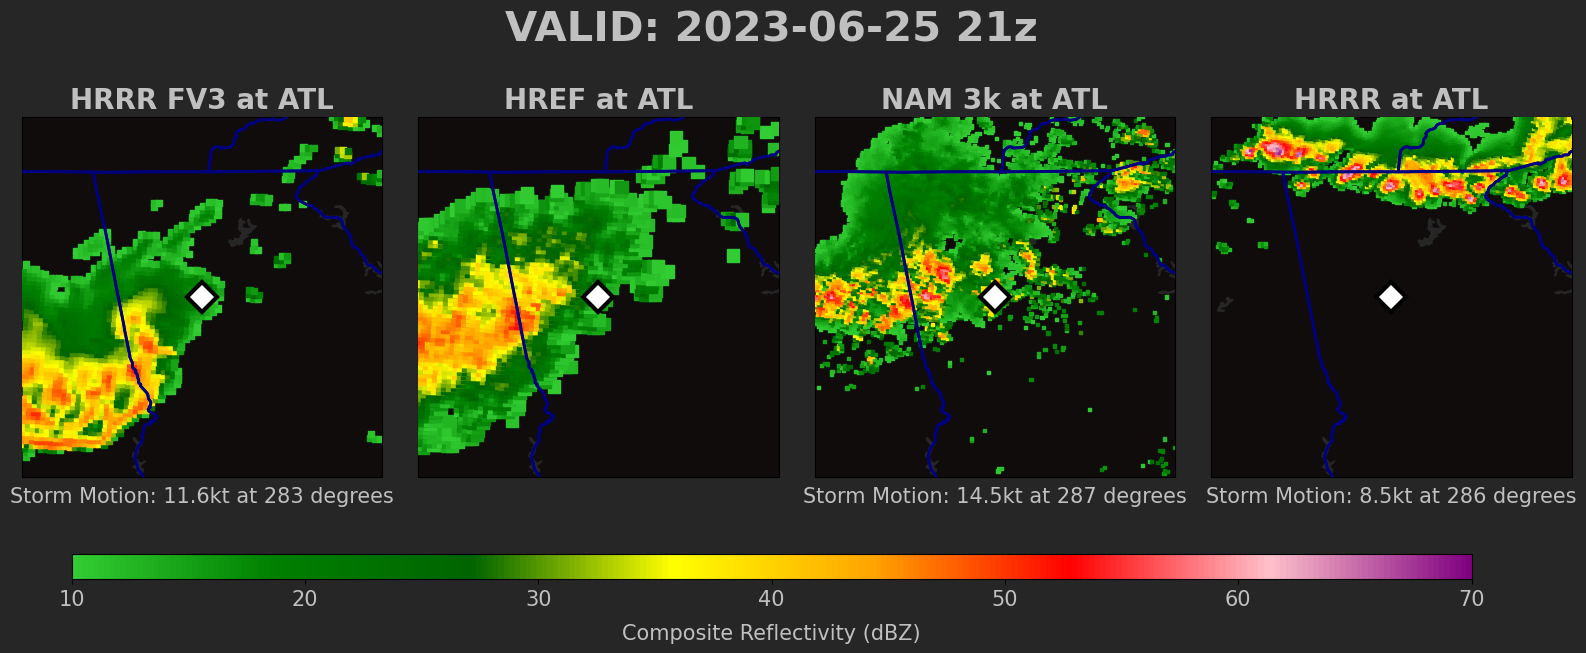 VALID: 2023-06-25 21z
HRRR FV3 at ATL
HREF at ATL
NAM 3k at ATL
HRRR at ATL
Storm Motion: 11.6kt at 283 degrees
Storm Motion: 14.5kt at 287 degrees
Storm Motion: 8.5kt at 286 degrees
10 20 30 40 50 60 70
Composite Reflectivity (dBZ)